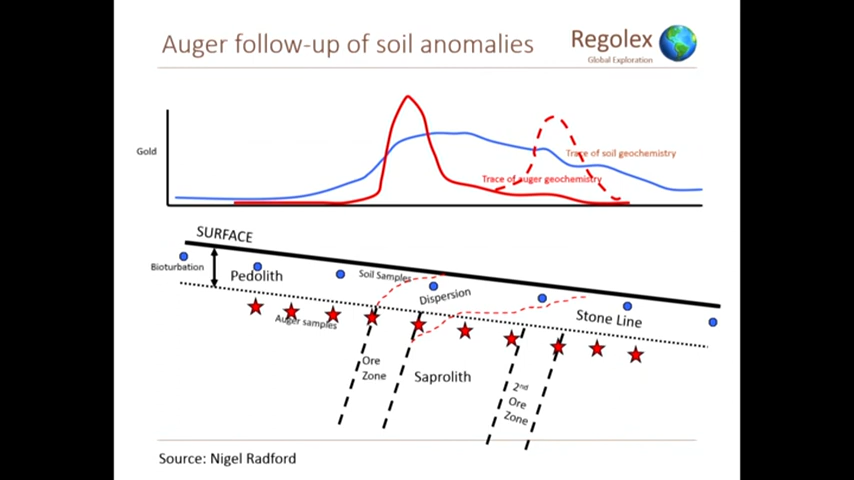 Auger follow-up of soil anomalies
Regolex
Global Exploration
Gold
Trace of soil geochemistry
Trace of auger geochemistry
SURFACE
Bioturbation
Pedolith
Soil Samples
Dispersion
Stone Line
Auger samples
Ore
Zone
Saprolith
2nd
Ore
Zone
Source: Nigel Radford